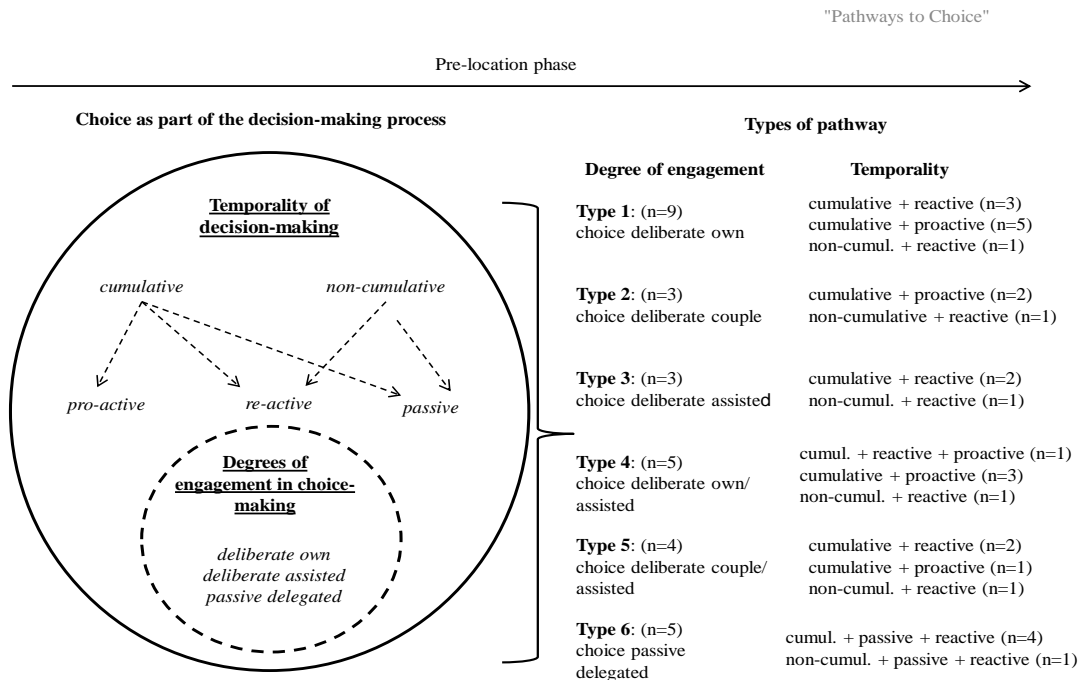 "Pathways to Choice"
Pre-location phase
Choice as part of the decision-making process
Temporality of
decision-making
cumulative
non-cumulative
pro-active
re-active
passive
Degrees of
engagement in choice-
making
deliberate own
deliberate assisted
passive delegated
Types of pathway
Degree of engagement
Temporality
Type 1: (n=9)
choice deliberate own
cumulative + reactive (n=3)
cumulative + proactive (n=5)
non-cumul. + reactive (n=1)
Type 2: (n=3)
choice deliberate couple
cumulative + proactive (n=2)
non-cumulative + reactive (n=1)
Type 3: (n=3)
choice deliberate assisted
cumulative + reactive (n=2)
non-cumul. + reactive (n=1)
Type 4: (n=5)
choice deliberate own/
assisted
cumul. + reactive + proactive (n=1)
cumulative + proactive (n=3)
non-cumul. + reactive (n=1)
Type 5: (n=4)
choice deliberate couple/
assisted
cumulative + reactive (n=2)
cumulative + proactive (n=1)
non-cumul. + reactive (n=1)
Type 6: (n=5)
choice passive
delegated
cumul. + passive + reactive (n=4)
non-cumul. + passive + reactive (n=1)